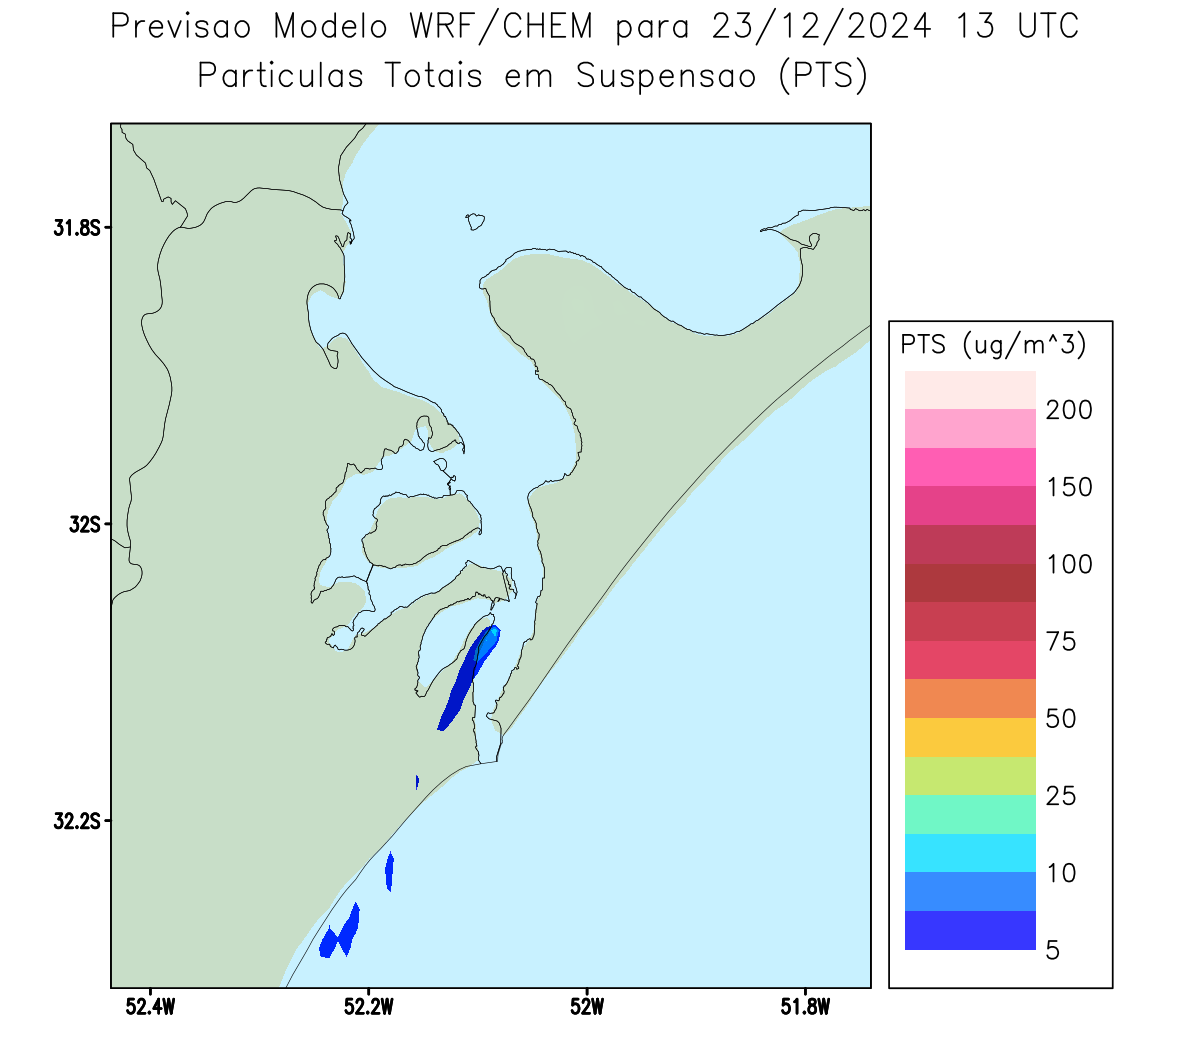 Previsao Modelo WRF/CHEM para 23/12/2024 13 UTC
Particulas Totais em Suspensao (PTS)
31.8S
32S
32.2S
52.4W
52.2W
52W
51.8W
PTS (ug/m^3)
200
150
100
75
50
25
10
5